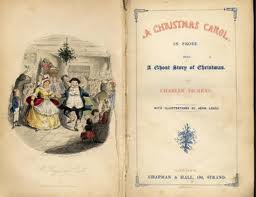 A CHRISTMAS CAROL.
IN PROSE.
BEING
A Ghost Story of Christmas.
BY
CHARLES DICKENS.
WITH ILLUSTRATIONS BY JOHN LEECH.
LONDON:
CHAPMAN & HALL, 186, STRAND.